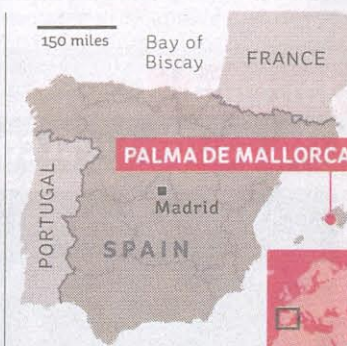 150 miles
Bay of
Biscay
FRANCE
PALMA DE MALLORCA
PORTUGAL
Madrid
SPAIN